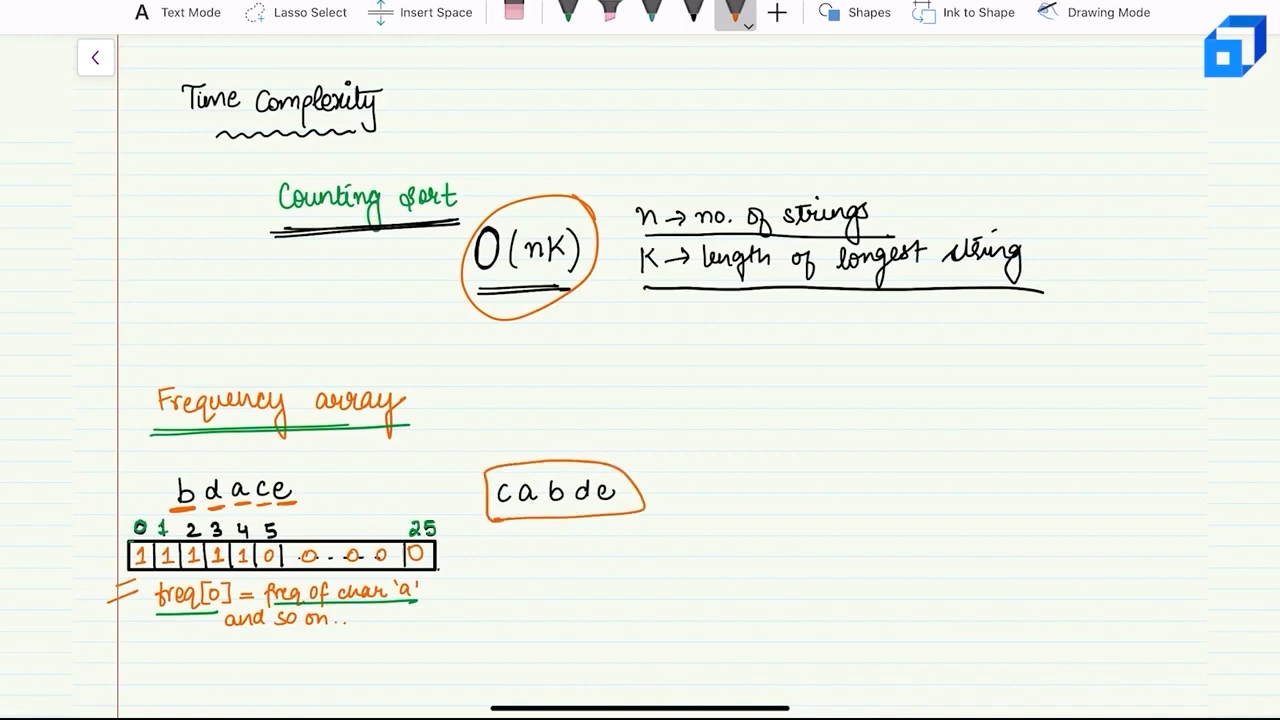 A Text Mode Lasso Select Insert Space Shapes Ink to Shape Drawing Mode
Time Complexity
Counting Sort
O(nK)
n → no. of strings
K → length of longest string
Frequency array
b d a c e
c a b d e
0 1 2 3 4 5 25
1 1 1 1 1 0 0 - - 0 0 0
freq[0] = freq of char 'a'
and so on..